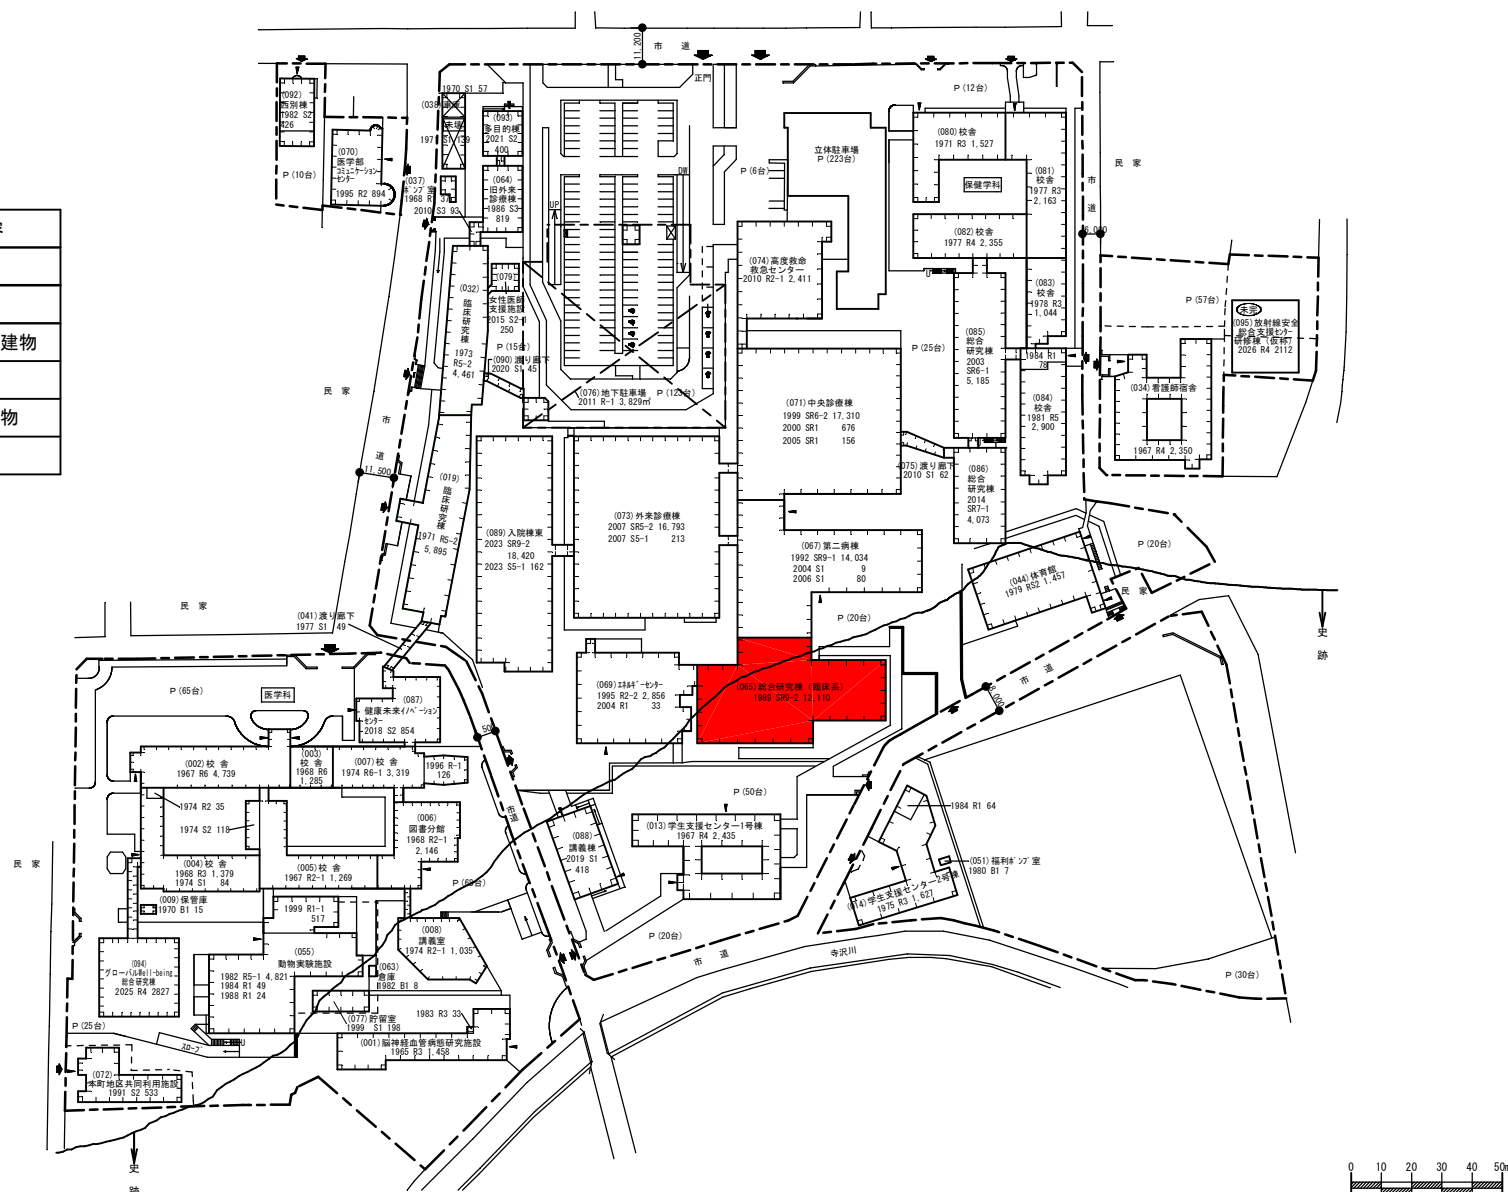 建物
物
11,200
市 道
正門
(092)
西別棟
1982 S2
426
(070)
医学部
コミュニケーション
センター
1995 R2 894
P (10台)
1970 S1 57
(093)
多目的棟
2021 S2
400
(037)
ポンプ室
1968 R1 37
2010 S3 93
(064)
旧外来
診療棟
1986 S3
819
UP
DW
P (6台)
立体駐車場
P (223台)
P (12台)
(080) 校舎
1971 R3 1,527
保健学科
(081)
校舎
1977 R3
2,163
(082) 校舎
1977 R4 2,355
市 道
6,000
民 家
(083)
校舎
1978 R3
1,044
(074) 高度救命
救急センター
2010 R2-1 2,411
(032)
臨床研究棟
1973
R5-2
4,461
(079)
女性医師
支援施設
2015 S2-1
250
P (15台)
(090) 渡り廊下
2020 S1 45
(076) 地下駐車場
2011 R-1 3,829㎡
P (123台)
P (25台)
(085)
総合
研究棟
2003
SR6-1
5,185
1984 R1
78
(084)
校舎
1981 R5
2,900
P (57台)
未完
(095) 放射線安全
総合支援センター
研修棟 (仮称)
2026 R4 2112
(034) 看護師宿舎
1967 R4 2,350
民 家
市 道
11,500
(019)
臨床研究棟
1971 R5-2
5,895
(089) 入院棟東
2023 SR9-2
18,420
2023 S5-1 162
(073) 外来診療棟
2007 SR5-2 16,793
2007 S5-1 213
(071) 中央診療棟
1999 SR6-2 17,310
2000 SR1 676
2005 SR1 156
(075) 渡り廊下
2010 S1 62
(086)
総合
研究棟
2014
SR7-1
4,073
(067) 第二病棟
1992 SR9-1 14,034
2004 S1 9
2006 S1 80
P (20台)
(044) 体育館
1979 RS2 1,457
P (20台)
民 家
史
跡
民 家
(041) 渡り廊下
1977 S1 49
P (65台)
医学科
(087)
健康未来イノベーション
センター
2018 S2 854
(069) エネルギーセンター
1995 R2-2 2,856
2004 R1 33
(065) 総合研究棟 (臨床系)
1989 SR9-2 12,110
市 道
8,000
(002) 校 舎
1967 R6 4,739
(003)
校 舎
1968 R6
1,285
(007) 校 舎
1974 R6-1 3,319
1996 R-1
126
1974 R2 35
1974 S2 118
(006)
図書分館
1968 R2-1
2,146
(004) 校 舎
1968 R3 1,379
1974 S1 84
(005) 校 舎
1967 R2-1 1,269
民 家
市道
(088)
講義棟
2019 S1
418
P (50台)
(013) 学生支援センター1号棟
1967 R4 2,435
1984 R1 64
(051) 福利ポンプ室
1980 B1 7
(014) 学生支援センター2号棟
1975 R3 1,627
(009) 保管庫
1970 B1 15
1999 R1-1
517
(008)
講義室
1974 R2-1 1,035
P (20台)
市 道
寺沢川
P (30台)
(094)
グローバルWell-being
総合研究棟
2025 R4 2827
(055)
動物実験施設
1982 R5-1 4,821
1984 R1 49
1988 R1 24
(063)
倉庫
1982 B1 8
(077) 貯留室
1999 S1 198
1983 R3 33
(001) 脳神経血管病態研究施設
1965 R3 1,458
P (25台)
スロープ
(072)
本町地区共同利用施設
1991 S2 533
史
跡
0 10 20 30 40 50m